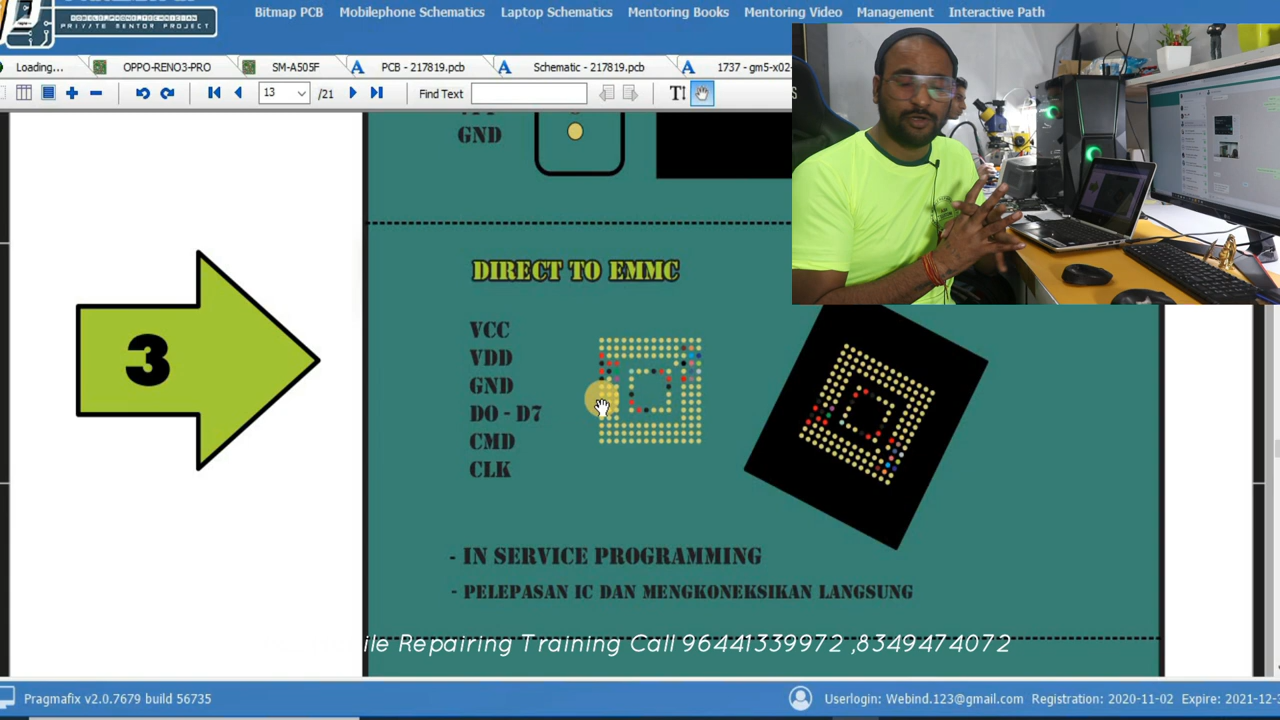 PRIVATE MENTOR PROJECT
Bitmap PCB Mobilephone Schematics Laptop Schematics Mentoring Books Mentoring Video Management Interactive Path
Loading... OPPO-RENO3-PRO SM-A505F PCB - 217819.pcb Schematic - 217819.pcb 1737 - gm5-x02-
13 /21 Find Text
GND
DIRECT TO EMMC
3
VCC
VDD
GND
DO - D7
CMD
CLK
- IN SERVICE PROGRAMMING
- PELEPASAN IC DAN MENGKONEKSIKAN LANGSUNG
ile Repairing Training Call 96441339972 ,8349474072
Pragmafix v2.0.7679 build 56735 Userlogin: Webind.123@gmail.com Registration: 2020-11-02 Expire: 2021-12-3